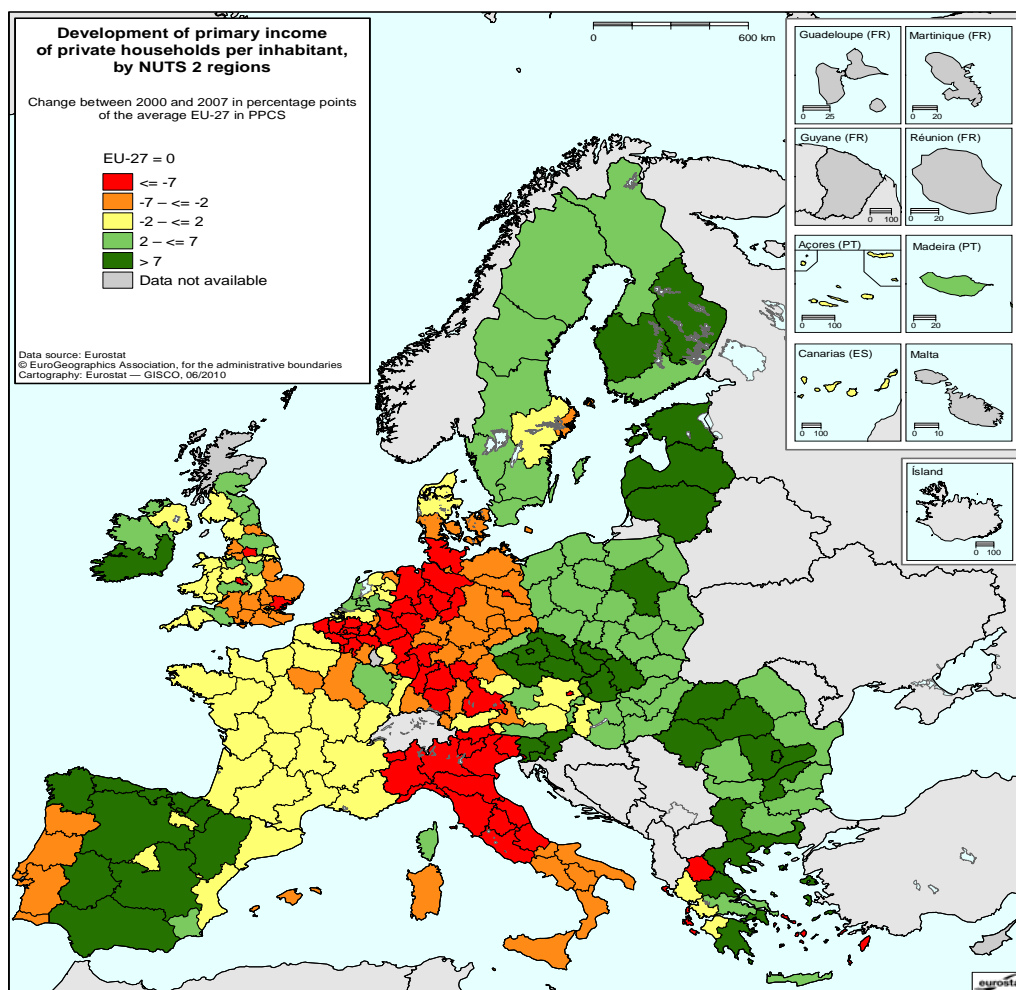 Development of primary income
of private households per inhabitant,
by NUTS 2 regions
Change between 2000 and 2007 in percentage points
of the average EU-27 in PPCS
EU-27 = 0
<= -7
-7 – <= -2
-2 – <= 2
2 – <= 7
> 7
Data not available
Data source: Eurostat
© EuroGeographics Association, for the administrative boundaries
Cartography: Eurostat — GISCO, 06/2010
0 600 km
Guadeloupe (FR)
0 25
Martinique (FR)
0 20
Guyane (FR)
0 100
Réunion (FR)
0 20
Açores (PT)
0 100
Madeira (PT)
0 20
Canarias (ES)
0 100
Malta
0 10
Ísland
0 100
eurosta